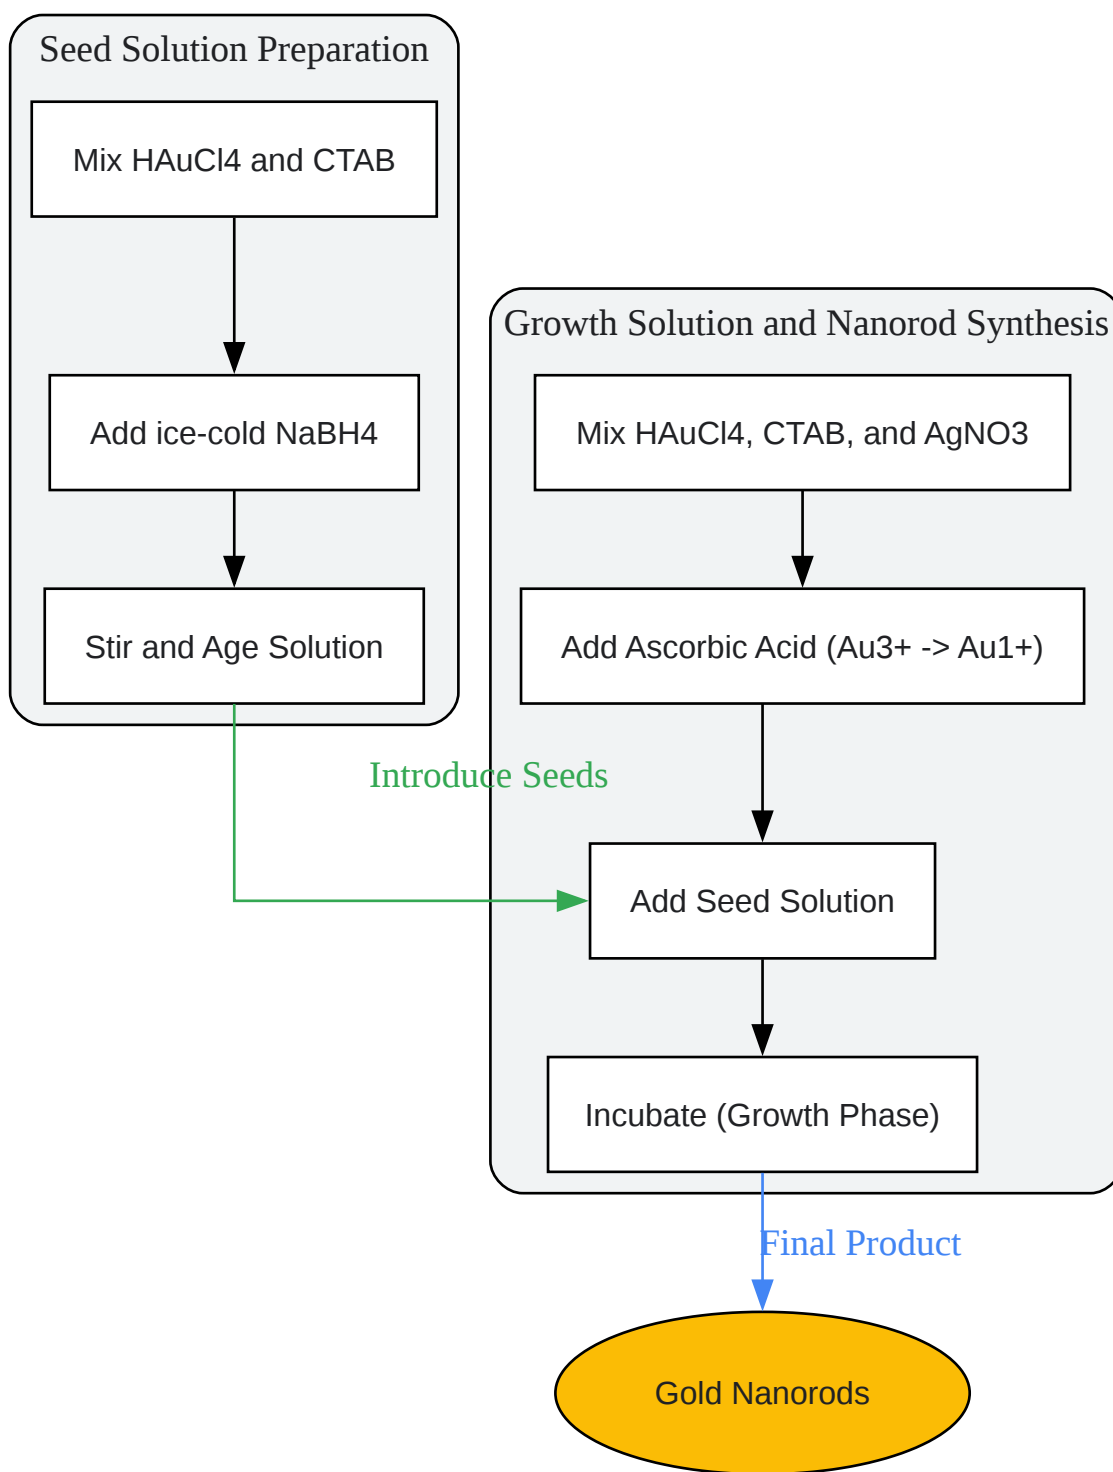 Seed Solution Preparation
Mix HAuCl4 and CTAB
Add ice-cold NaBH4
Stir and Age Solution
Growth Solution and Nanorod Synthesis
Mix HAuCl4, CTAB, and AgNO3
Add Ascorbic Acid (Au3+ -> Au1+)
Introduce Seeds
Add Seed Solution
Incubate (Growth Phase)
Final Product
Gold Nanorods